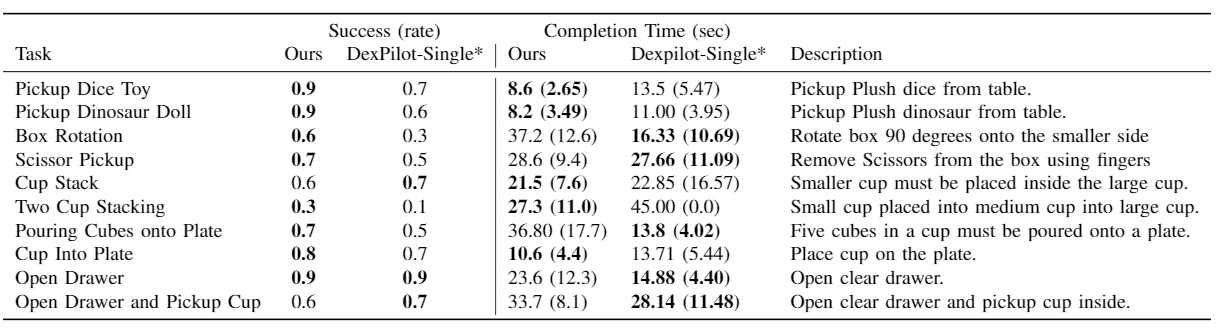 Success (rate) Completion Time (sec)
Task Ours DexPilot-Single* Ours Dexpilot-Single* Description
Pickup Dice Toy 0.9 0.7 8.6 (2.65) 13.5 (5.47) Pickup Plush dice from table.
Pickup Dinosaur Doll 0.9 0.6 8.2 (3.49) 11.00 (3.95) Pickup Plush dinosaur from table.
Box Rotation 0.6 0.3 37.2 (12.6) 16.33 (10.69) Rotate box 90 degrees onto the smaller side
Scissor Pickup 0.7 0.5 28.6 (9.4) 27.66 (11.09) Remove Scissors from the box using fingers
Cup Stack 0.6 0.7 21.5 (7.6) 22.85 (16.57) Smaller cup must be placed inside the large cup.
Two Cup Stacking 0.3 0.1 27.3 (11.0) 45.00 (0.0) Small cup placed into medium cup into large cup.
Pouring Cubes onto Plate 0.7 0.5 36.80 (17.7) 13.8 (4.02) Five cubes in a cup must be poured onto a plate.
Cup Into Plate 0.8 0.7 10.6 (4.4) 13.71 (5.44) Place cup on the plate.
Open Drawer 0.9 0.9 23.6 (12.3) 14.88 (4.40) Open clear drawer.
Open Drawer and Pickup Cup 0.6 0.7 33.7 (8.1) 28.14 (11.48) Open clear drawer and pickup cup inside.